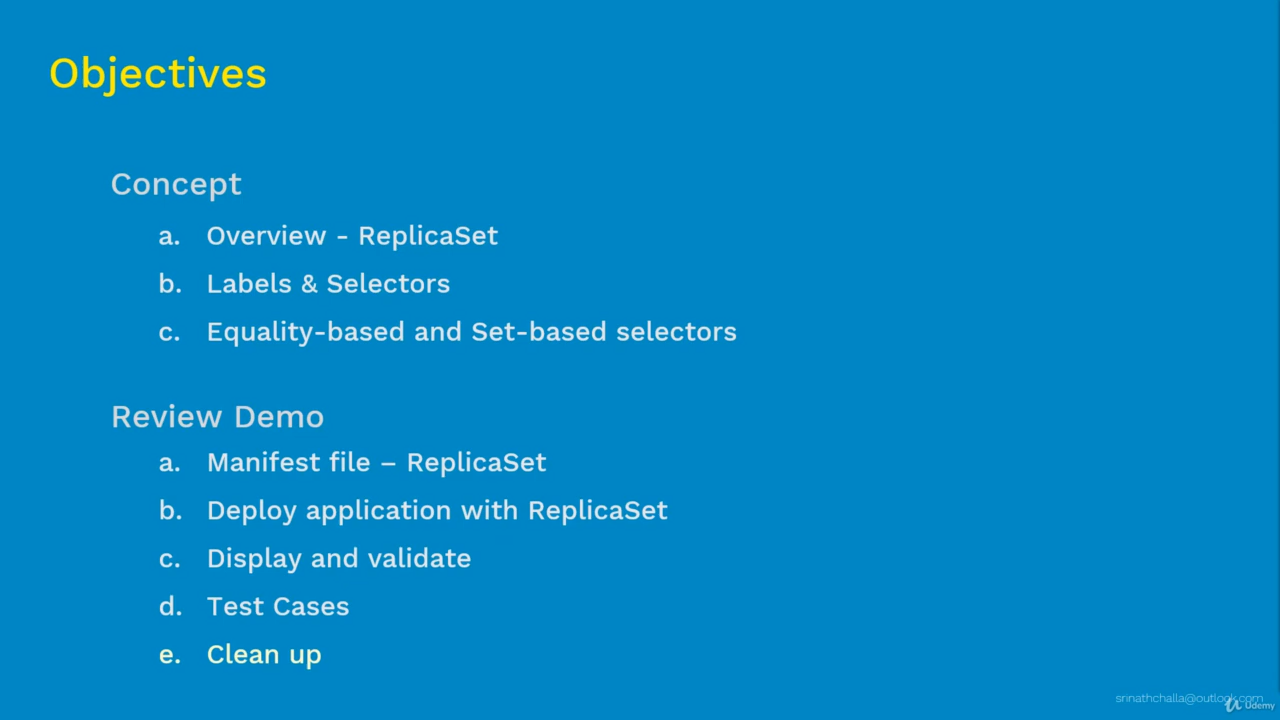 Objectives
Concept
a. Overview - ReplicaSet
b. Labels & Selectors
c. Equality-based and Set-based selectors
Review Demo
a. Manifest file – ReplicaSet
b. Deploy application with ReplicaSet
c. Display and validate
d. Test Cases
e. Clean up
srinathchalla@outlook.com
Udemy